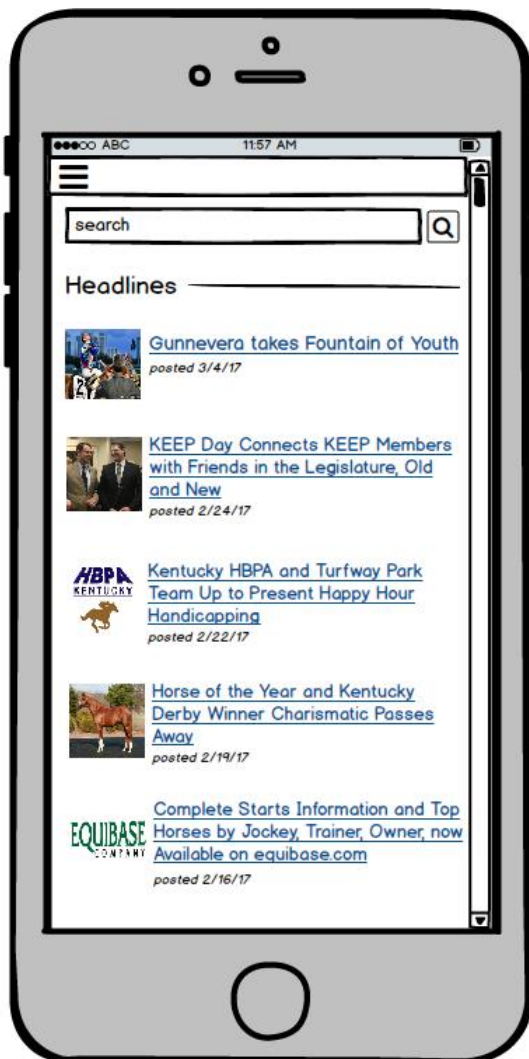 ABC 11:57 AM
search
Headlines
Gunnevera takes Fountain of Youth
posted 3/4/17
KEEP Day Connects KEEP Members
with Friends in the Legislature, Old
and New
posted 2/24/17
HBPA
KENTUCKY
Kentucky HBPA and Turfway Park
Team Up to Present Happy Hour
Handicapping
posted 2/22/17
Horse of the Year and Kentucky
Derby Winner Charismatic Passes
Away
posted 2/19/17
EQUIBASE
COMPANY
Complete Starts Information and Top
Horses by Jockey, Trainer, Owner, now
Available on equibase.com
posted 2/16/17